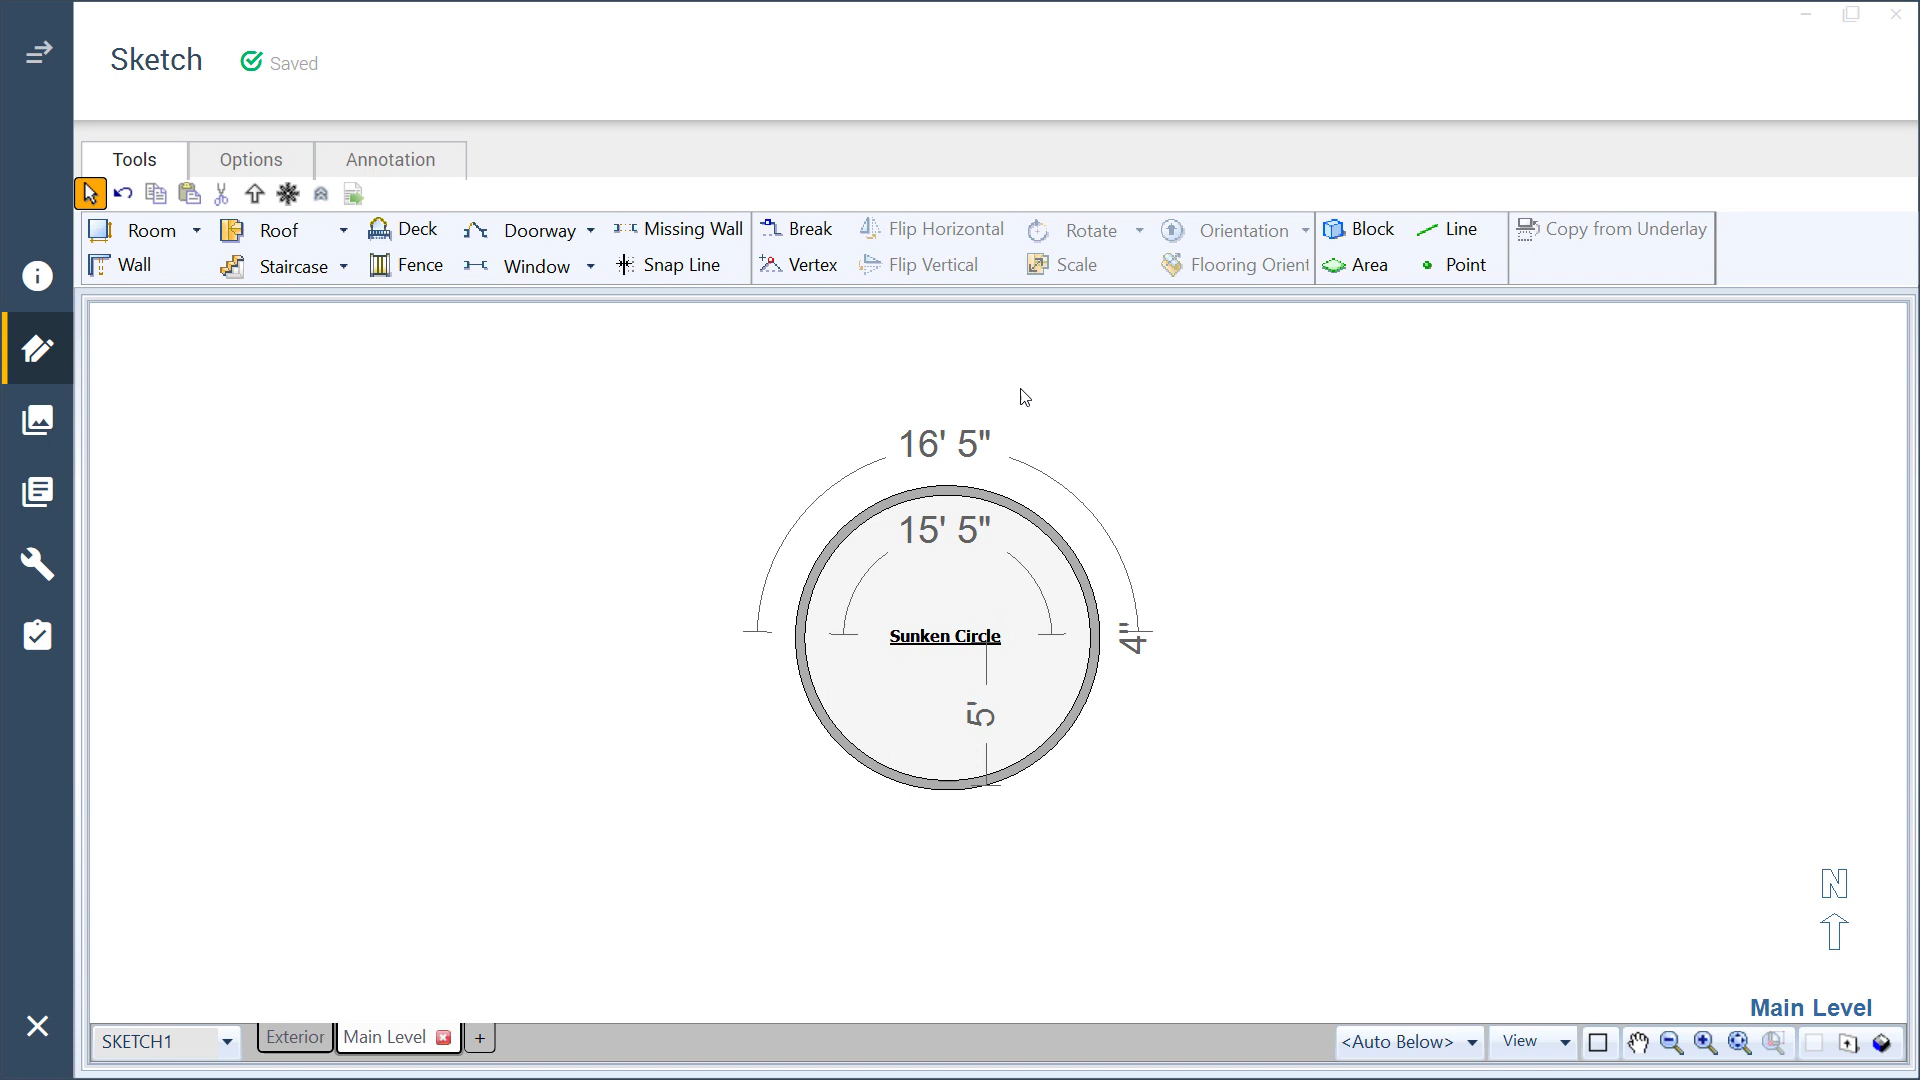 Sketch Saved
Tools Options Annotation
Room Roof Deck Doorway Missing Wall Break Flip Horizontal Rotate Orientation Block Line Copy from Underlay
Wall Staircase Fence Window Snap Line Vertex Flip Vertical Scale Flooring Orient Area Point
16' 5"
15' 5"
Sunken Circle
4"
5'
N
Main Level
SKETCH1 Exterior Main Level + <Auto Below> View